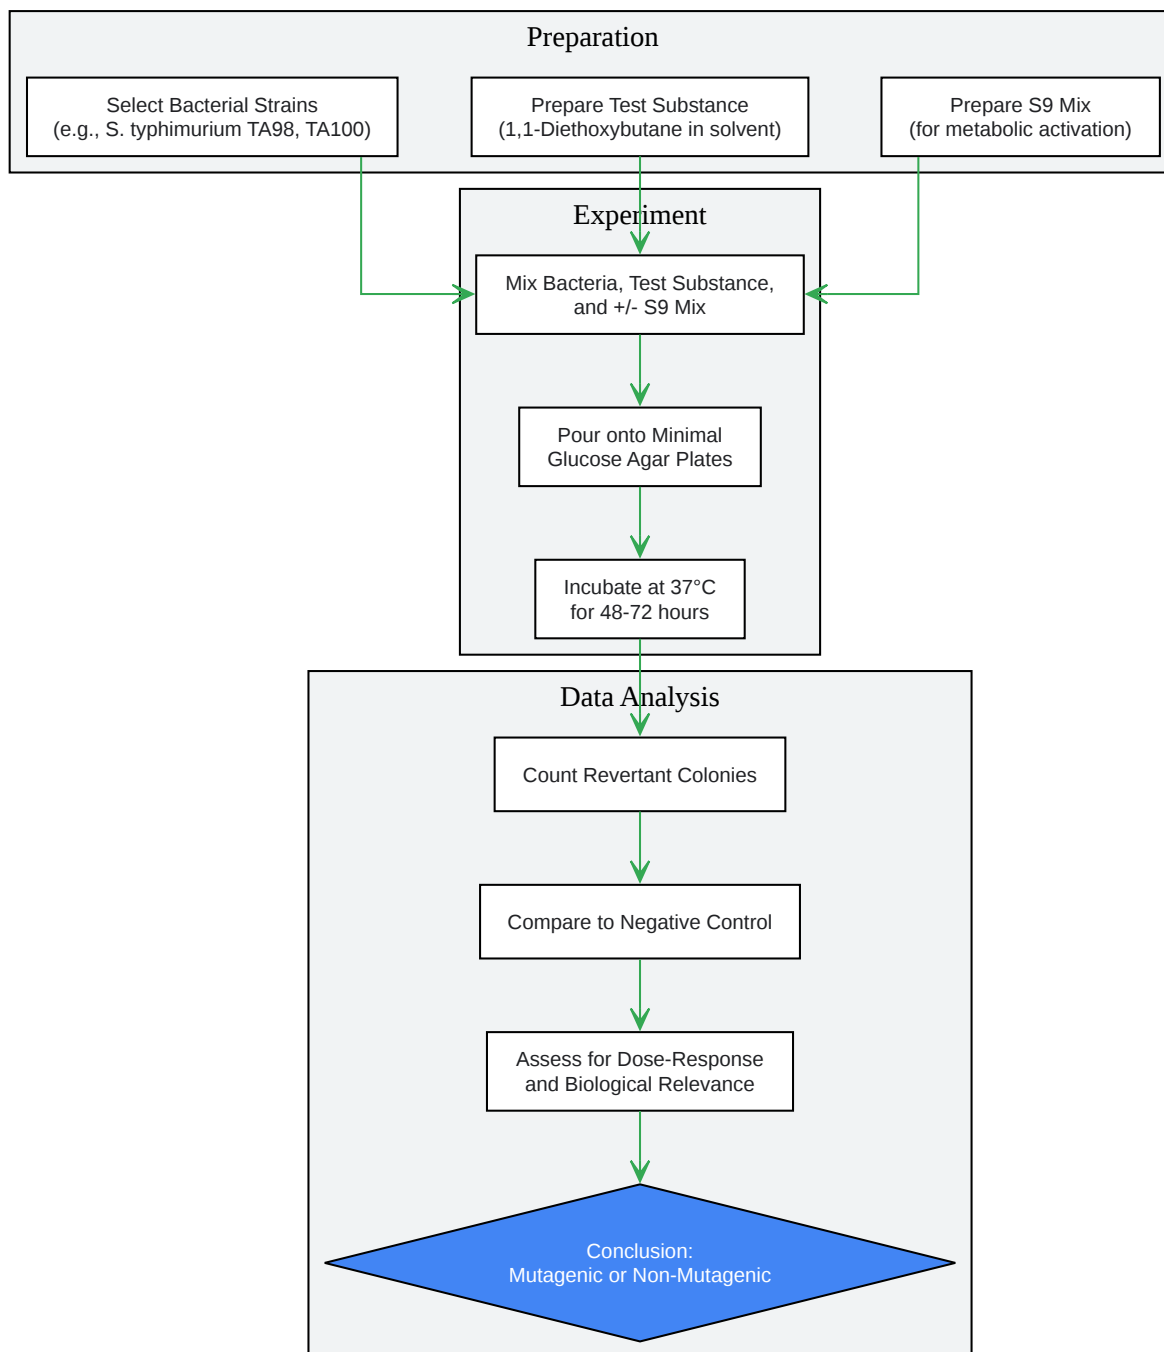 Preparation
Select Bacterial Strains
(e.g., S. typhimurium TA98, TA100)
Prepare Test Substance
(1,1-Diethoxybutane in solvent)
Prepare S9 Mix
(for metabolic activation)
Experiment
Mix Bacteria, Test Substance,
and +/- S9 Mix
Pour onto Minimal
Glucose Agar Plates
Incubate at 37°C
for 48-72 hours
Data Analysis
Count Revertant Colonies
Compare to Negative Control
Assess for Dose-Response
and Biological Relevance
Conclusion:
Mutagenic or Non-Mutagenic